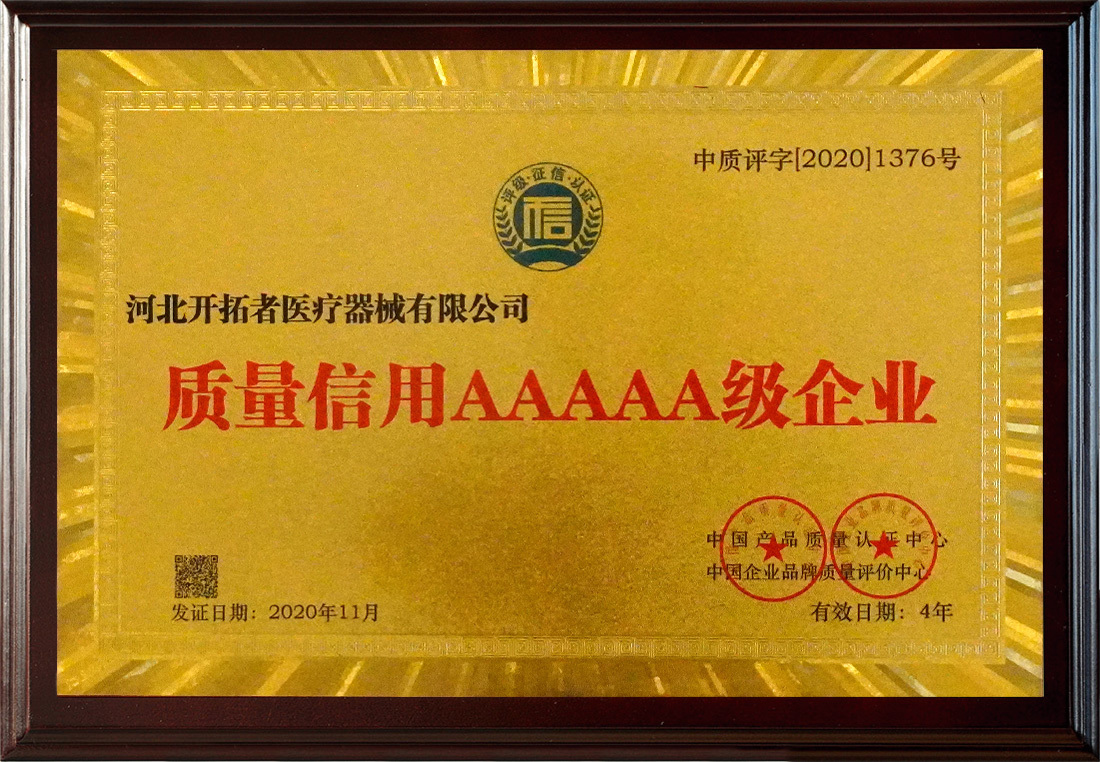 中质评字[2020]1376号
评级·征信·认证
信
河北开拓者医疗器械有限公司
质量信用AAAAA级企业
中国产品质量认证中心
中国企业品牌质量评价中心
发证日期：2020年11月
有效日期：4年